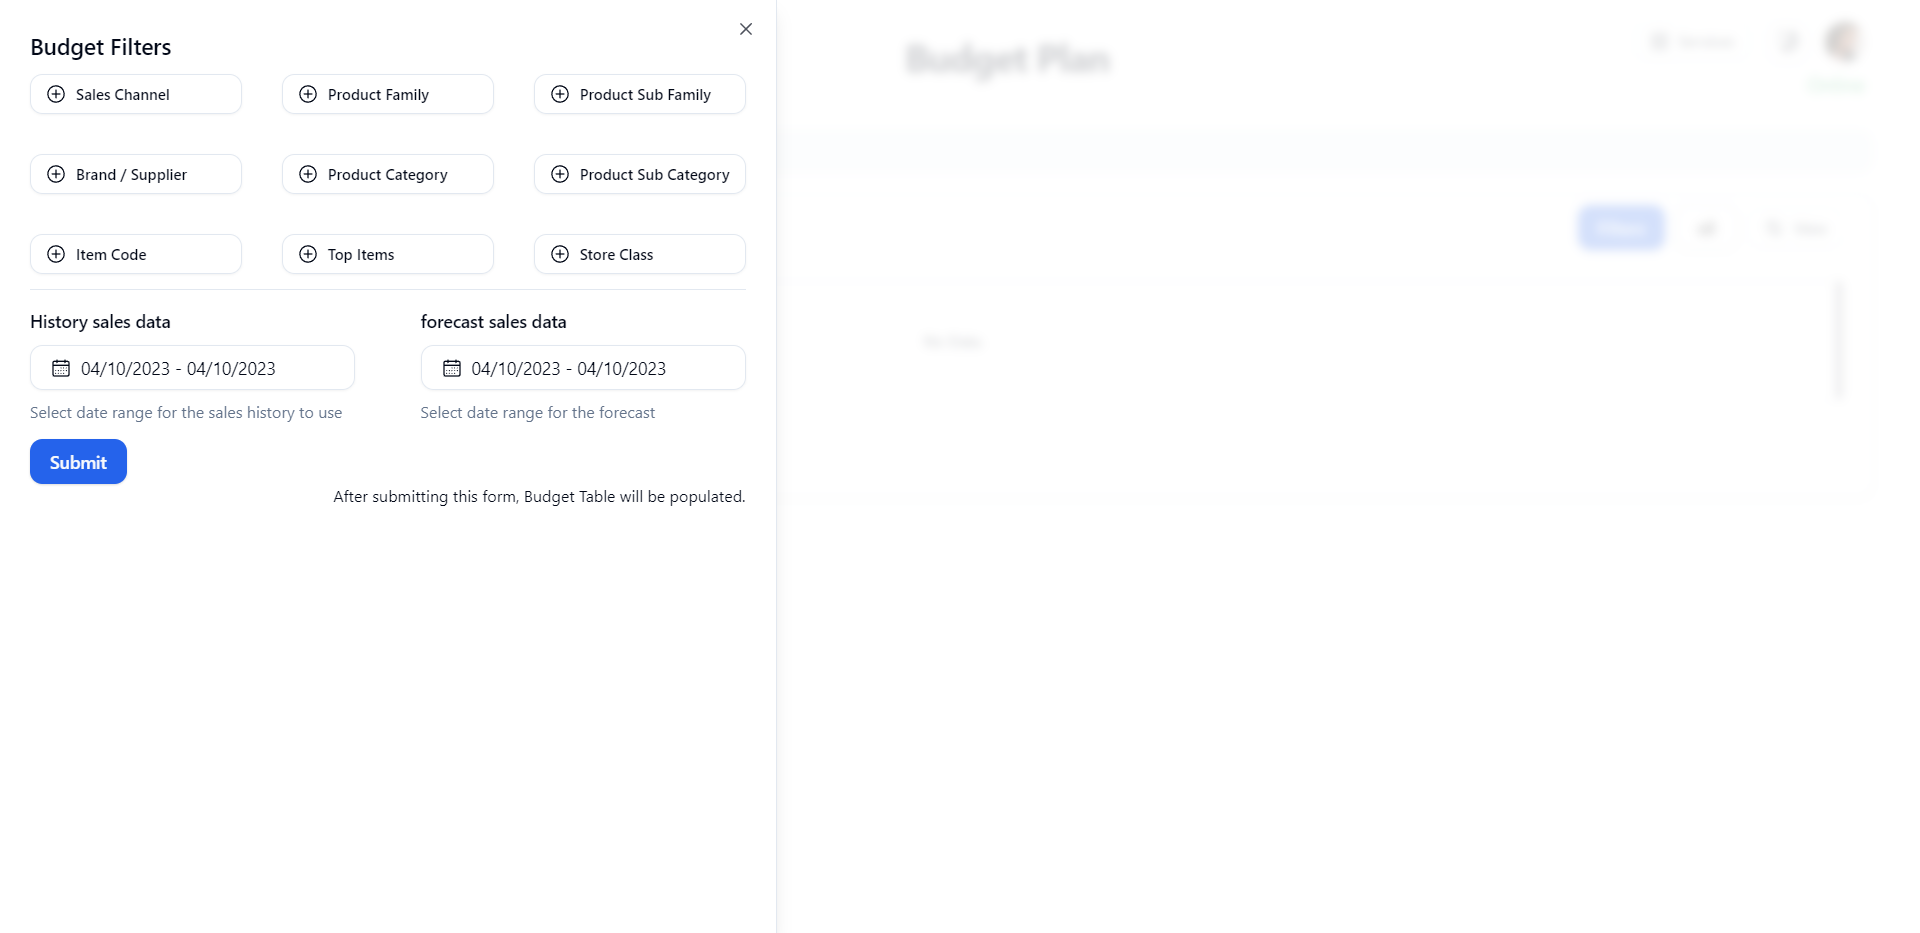 Budget Filters
Sales Channel
Product Family
Product Sub Family
Brand / Supplier
Product Category
Product Sub Category
Item Code
Top Items
Store Class
History sales data
forecast sales data
04/10/2023 - 04/10/2023
04/10/2023 - 04/10/2023
Select date range for the sales history to use
Select date range for the forecast
Submit
After submitting this form, Budget Table will be populated.
Budget Plan